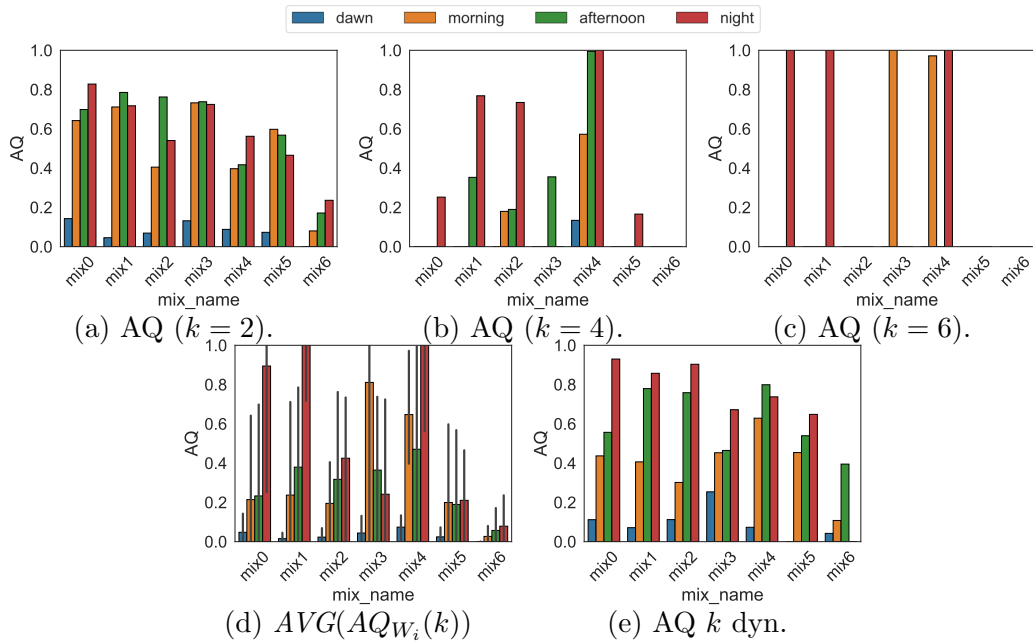 dawn morning afternoon night
1.0 1.0 1.0
0.8 0.8 0.8
0.6 0.6 0.6
AQ AQ AQ
0.4 0.4 0.4
0.2 0.2 0.2
0.0 0.0 0.0
mix0 mix1 mix2 mix3 mix4 mix5 mix6 mix0 mix1 mix2 mix3 mix4 mix5 mix6 mix0 mix1 mix2 mix3 mix4 mix5 mix6
mix_name mix_name mix_name
(a) AQ (k = 2). (b) AQ (k = 4). (c) AQ (k = 6).
1.0 1.0
0.8 0.8
0.6 0.6
AQ AQ
0.4 0.4
0.2 0.2
0.0 0.0
mix0 mix1 mix2 mix3 mix4 mix5 mix6 mix0 mix1 mix2 mix3 mix4 mix5 mix6
mix_name mix_name
(d) AVG(AQ_{W_i}(k)) (e) AQ k dyn.